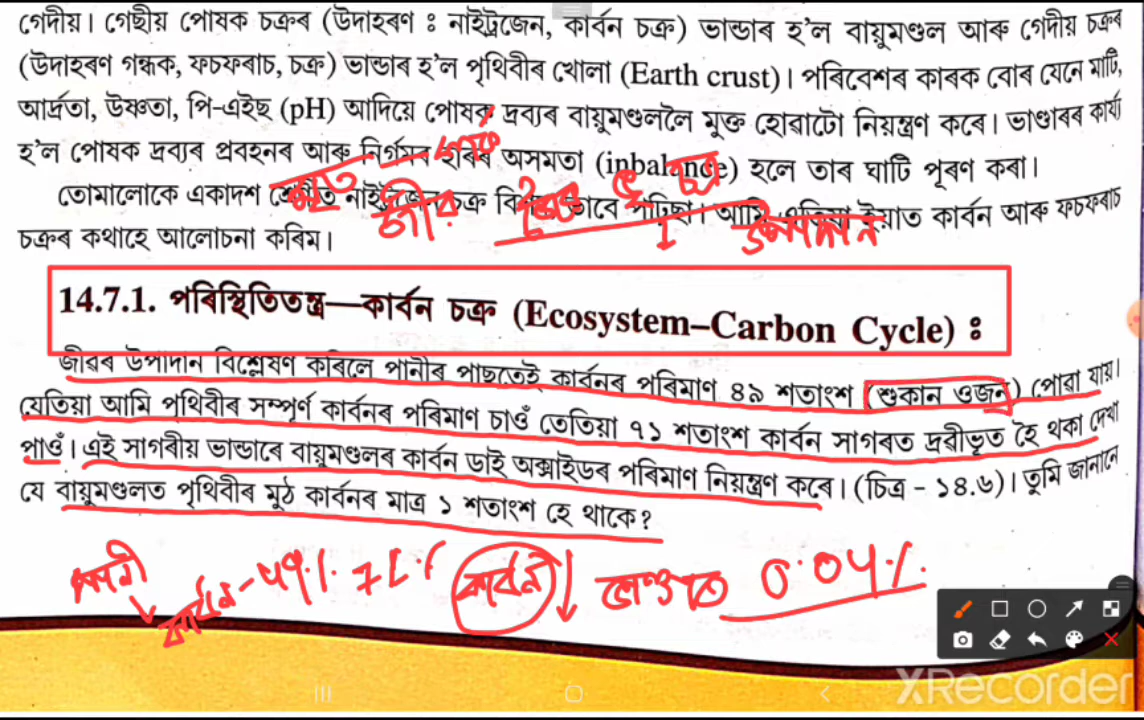 গেদীয়। গেছীয় পোষক চক্ৰৰ (উদাহৰণ ঃ নাইট্ৰজেন, কাৰ্বন চক্ৰ) ভান্ডাৰ হ'ল বায়ুমণ্ডল আৰু গেদীয় চক্ৰৰ
(উদাহৰণ গন্ধক, ফচফৰাচ, চক্ৰ) ভান্ডাৰ হ'ল পৃথিবীৰ খোলা (Earth crust)। পৰিবেশৰ কাৰক বোৰ যেনে মাটি,
আৰ্দ্ৰতা, উষ্ণতা, পি-এইছ (pH) আদিয়ে পোষক দ্ৰব্যৰ বায়ুমণ্ডললৈ মুক্ত হোৱাটো নিয়ন্ত্ৰণ কৰে। ভাণ্ডাৰৰ কাৰ্য্য
হ'ল পোষক দ্ৰব্যৰ প্ৰবহনৰ আৰু নিৰ্গমৰ হাৰৰ অসমতা (inbalance) হলে তাৰ ঘাটি পূৰণ কৰা।
তোমালোকে একাদশ শ্ৰেণীত নাইট্ৰজেন চক্ৰ ভাবে পঢ়িছা। আমি এতিয়া ইয়াত কাৰ্বন আৰু ফচফৰাচ
চক্ৰৰ কথাহে আলোচনা কৰিম।
14.7.1. পৰিস্থিতিতন্ত্ৰ—কাৰ্বন চক্ৰ (Ecosystem–Carbon Cycle) ঃ
জীৱৰ উপাদান বিশ্লেষণ কৰিলে পানীৰ পাছতেই কাৰ্বনৰ পৰিমাণ ৪৯ শতাংশ (শুকান ওজন) পোৱা যায়।
যেতিয়া আমি পৃথিবীৰ সম্পূৰ্ণ কাৰ্বনৰ পৰিমাণ চাওঁ তেতিয়া ৭১ শতাংশ কাৰ্বন সাগৰত দ্ৰৱীভূত হৈ থকা দেখা
পাওঁ। এই সাগৰীয় ভান্ডাৰে বায়ুমণ্ডলৰ কাৰ্বন ডাই অক্সাইডৰ পৰিমাণ নিয়ন্ত্ৰণ কৰে। (চিত্ৰ - ১৪.৬)। তুমি জানানে
যে বায়ুমণ্ডলত পৃথিবীৰ মুঠ কাৰ্বনৰ মাত্ৰ ১ শতাংশ হে থাকে?
কাৰ্বন 0.04%
XRecorder